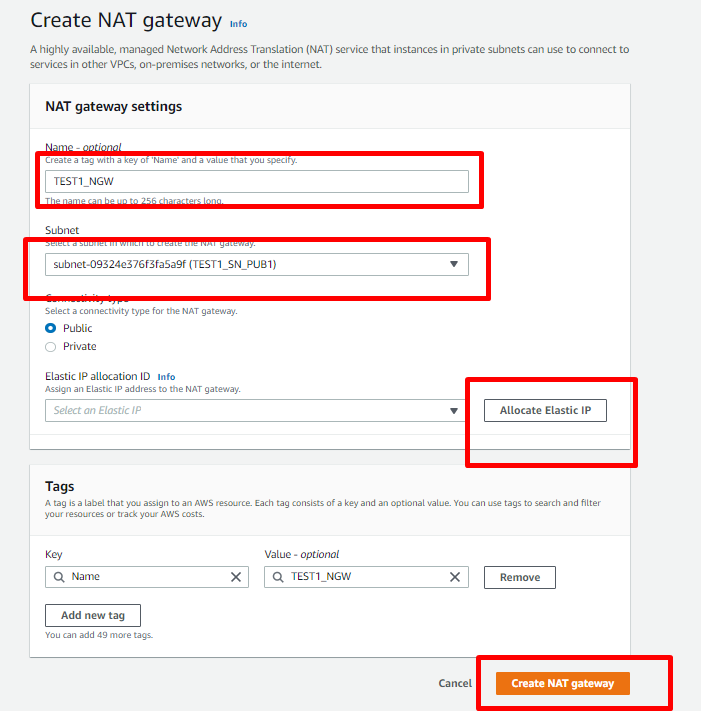 Create NAT gateway Info
A highly available, managed Network Address Translation (NAT) service that instances in private subnets can use to connect to
services in other VPCs, on-premises networks, or the internet.
NAT gateway settings
Name - optional
Create a tag with a key of 'Name' and a value that you specify.
TEST1_NGW
The name can be up to 256 characters long.
Subnet
Select a subnet in which to create the NAT gateway.
subnet-09324e376f3fa5a9f (TEST1_SN_PUB1)
Connectivity type
Select a connectivity type for the NAT gateway.
Public
Private
Elastic IP allocation ID Info
Assign an Elastic IP address to the NAT gateway.
Select an Elastic IP
Allocate Elastic IP
Tags
A tag is a label that you assign to an AWS resource. Each tag consists of a key and an optional value. You can use tags to search and filter
your resources or track your AWS costs.
Key
Value - optional
Name
TEST1_NGW
Remove
Add new tag
You can add 49 more tags.
Cancel
Create NAT gateway